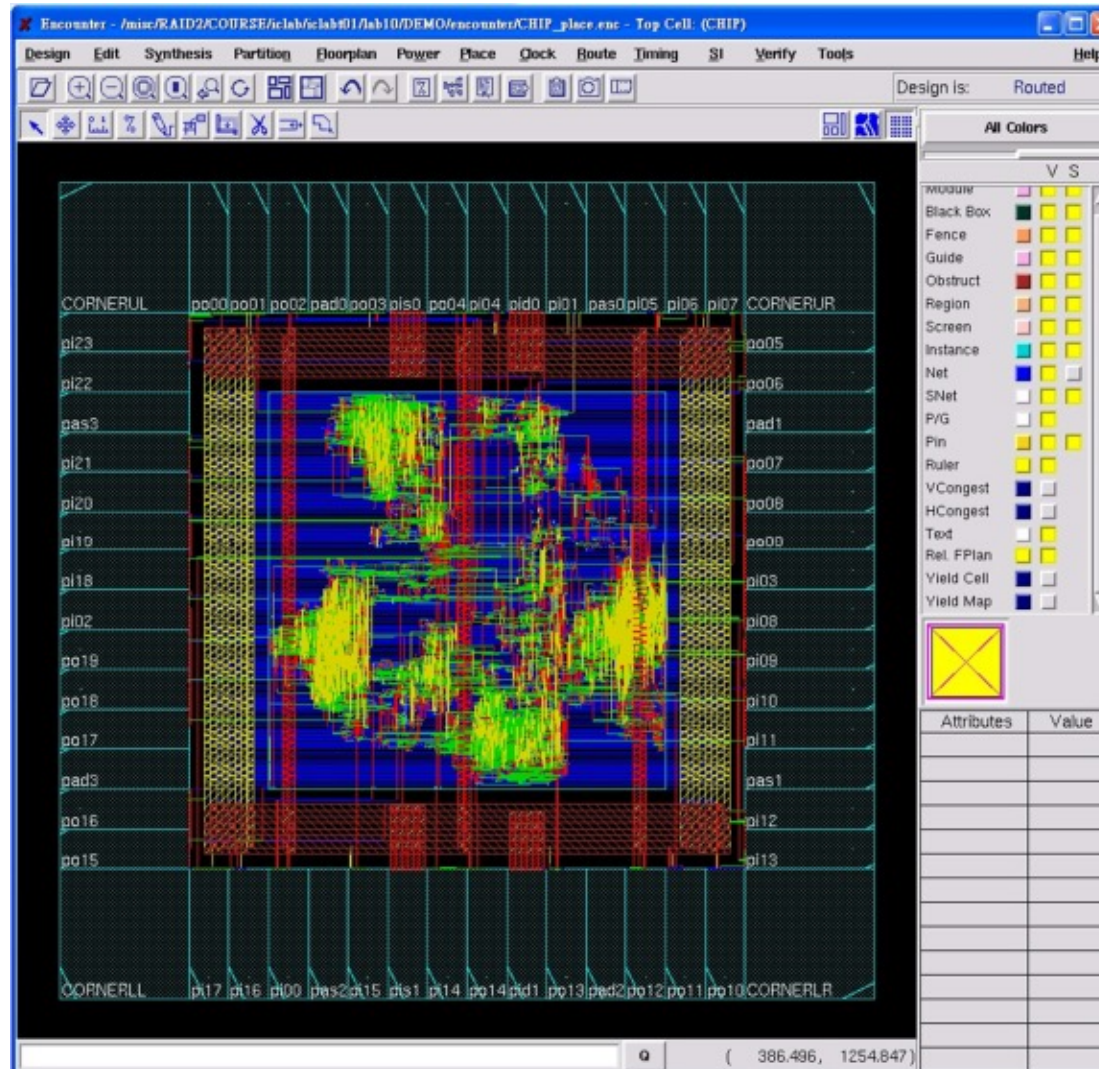 Encounter - /misc/RAID2/COURSE/iclab/iclabt01/lab10/DEMO/encounter/CHIP_place.enc - Top Cell: (CHIP)
Design Edit Synthesis Partition Floorplan Power Place Clock Route Timing SI Verify Tools Help
Design is: Routed
All Colors
V S
Module
Black Box
Fence
Guide
Obstruct
Region
Screen
Instance
Net
SNet
P/G
Pin
Ruler
VCongest
HCongest
Text
Rel. FPlan
Yield Cell
Yield Map
Attributes Value
CORNERUL po00 po01 po02 pad0 po03 pis0 po04 pi04 pid0 pi01 pas0 pi05 pi06 pi07 CORNERUR
pi23 po05
pi22 po06
pas3 pad1
pi21 po07
pi20 po08
pi19 po09
pi18 pi03
pi02 pi08
po19 pi09
po18 pi10
po17 pi11
pad3 pas1
po16 pi12
po15 pi13
CORNERLL pi17 pi16 pi00 pas2 pi15 pis1 pi14 po14 pid1 po13 pad2 po12 po11 po10 CORNERLR
Q ( 386.496, 1254.847)